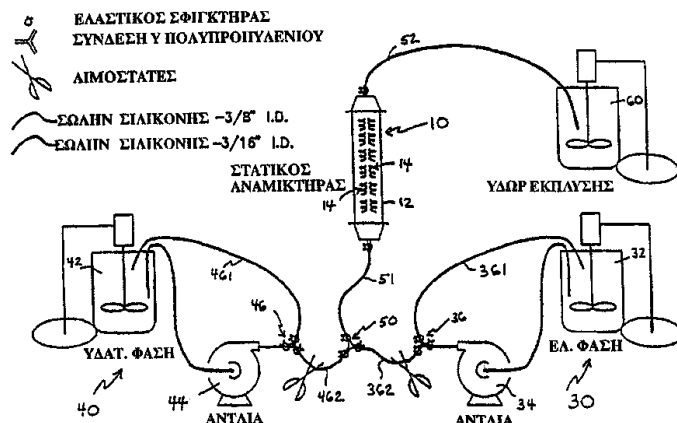 ΕΛΑΣΤΙΚΟΣ ΣΦΙΓΚΤΗΡΑΣ
ΣΥΝΔΕΣΗ Υ ΠΟΛΥΠΡΟΠΥΛΕΝΙΟΥ
ΑΙΜΟΣΤΑΤΕΣ
ΣΩΛΗΝ ΣΙΛΙΚΟΝΗΣ -3/8" I.D.
ΣΩΛΗΝ ΣΙΛΙΚΟΝΗΣ -3/16" I.D.
52
60
10
ΣΤΑΤΙΚΟΣ
ΑΝΑΜΙΚΤΗΡΑΣ
14
14
12
ΥΔΩΡ ΕΚΠΛΥΣΗΣ
42
461
51
361
32
46
50
36
ΥΔΑΤ. ΦΑΣΗ
ΕΛ. ΦΑΣΗ
40
44
462
362
34
30
ΑΝΤΛΙΑ
ΑΝΤΛΙΑ